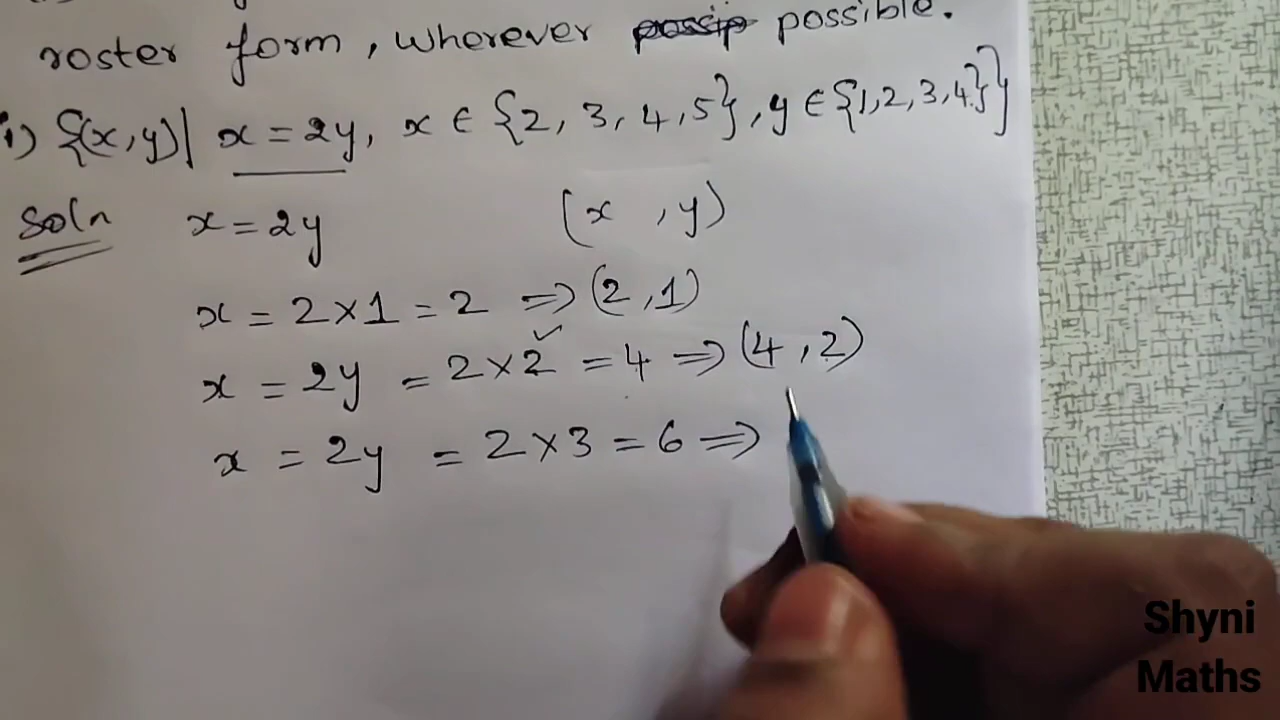 roster form, wherever possible.
i) {(x,y)| x = 2y, x ∈ {2, 3, 4, 5}, y ∈ {1, 2, 3, 4}}
Soln x = 2y (x , y)
x = 2×1 = 2 ⇒ (2, 1)
x = 2y = 2×2 = 4 ⇒ (4, 2)
x = 2y = 2×3 = 6 ⇒
Shyni
Maths